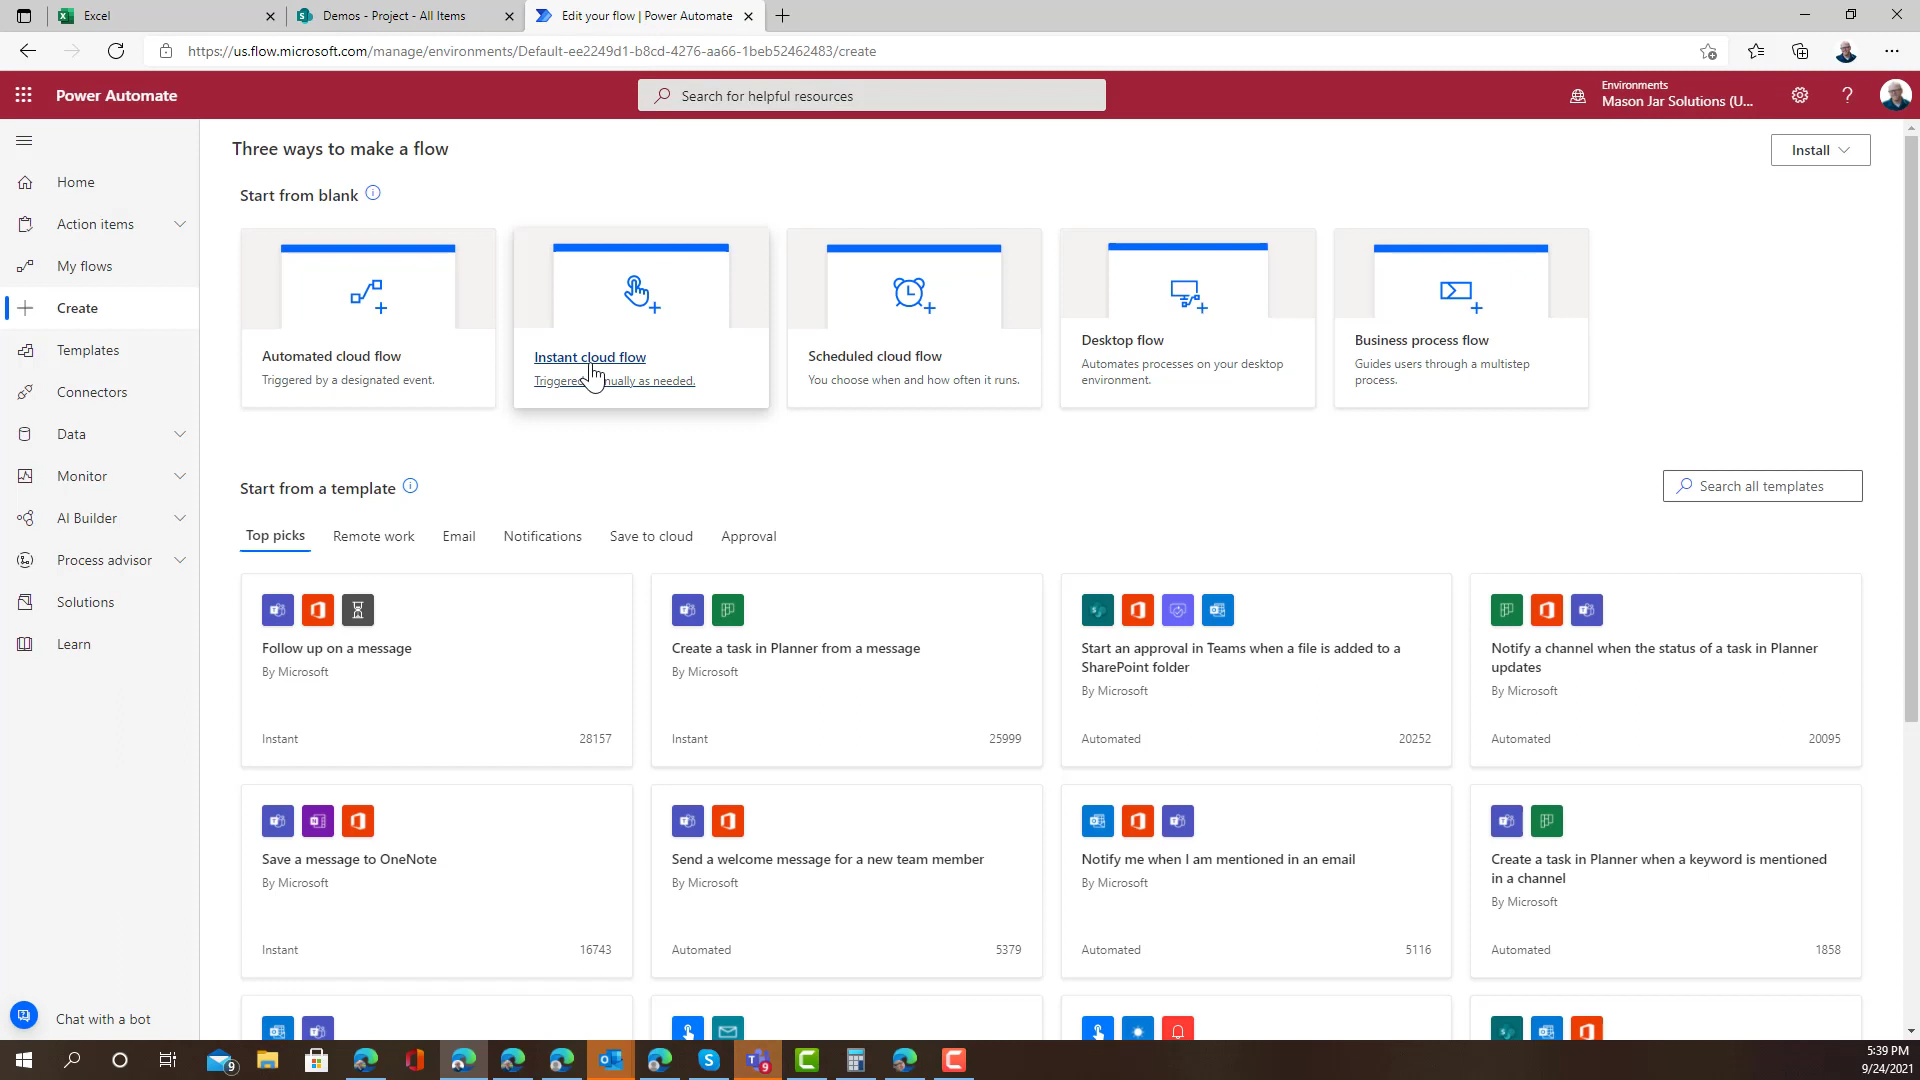 Excel
Demos - Project - All Items
Edit your flow | Power Automate
https://us.flow.microsoft.com/manage/environments/Default-ee2249d1-b8cd-4276-aa66-1beb52462483/create
Power Automate
Search for helpful resources
Environments
Mason Jar Solutions (U...
Three ways to make a flow
Install
Home
Action items
My flows
Create
Templates
Connectors
Data
Monitor
AI Builder
Process advisor
Solutions
Learn
Chat with a bot
Start from blank
Automated cloud flow
Triggered by a designated event.
Instant cloud flow
Triggered nually as needed.
Scheduled cloud flow
You choose when and how often it runs.
Desktop flow
Automates processes on your desktop
environment.
Business process flow
Guides users through a multistep
process.
Start from a template
Search all templates
Top picks
Remote work
Email
Notifications
Save to cloud
Approval
Follow up on a message
By Microsoft
Instant
28157
Create a task in Planner from a message
By Microsoft
Instant
25999
Start an approval in Teams when a file is added to a
SharePoint folder
By Microsoft
Automated
20252
Notify a channel when the status of a task in Planner
updates
By Microsoft
Automated
20095
Save a message to OneNote
By Microsoft
Instant
16743
Send a welcome message for a new team member
By Microsoft
Automated
5379
Notify me when I am mentioned in an email
By Microsoft
Automated
5116
Create a task in Planner when a keyword is mentioned
in a channel
By Microsoft
Automated
1858
9
9
5:39 PM
9/24/2021